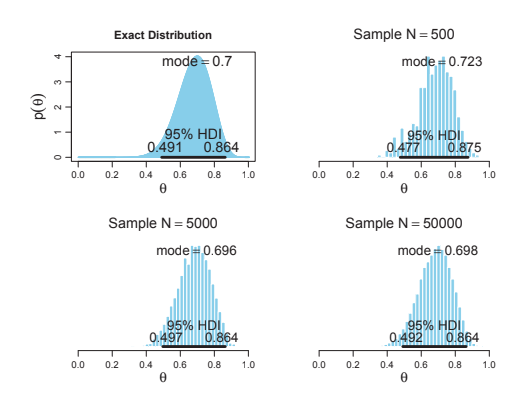 Exact Distribution
mode = 0.7
95% HDI
0.491 0.864
p(θ)
0 1 2 3 4
0.0 0.2 0.4 0.6 0.8 1.0
θ
Sample N = 500
mode = 0.723
95% HDI
0.477 0.875
0.0 0.2 0.4 0.6 0.8 1.0
θ
Sample N = 5000
mode = 0.696
95% HDI
0.497 0.864
0.0 0.2 0.4 0.6 0.8 1.0
θ
Sample N = 50000
mode = 0.698
95% HDI
0.492 0.864
0.0 0.2 0.4 0.6 0.8 1.0
θ